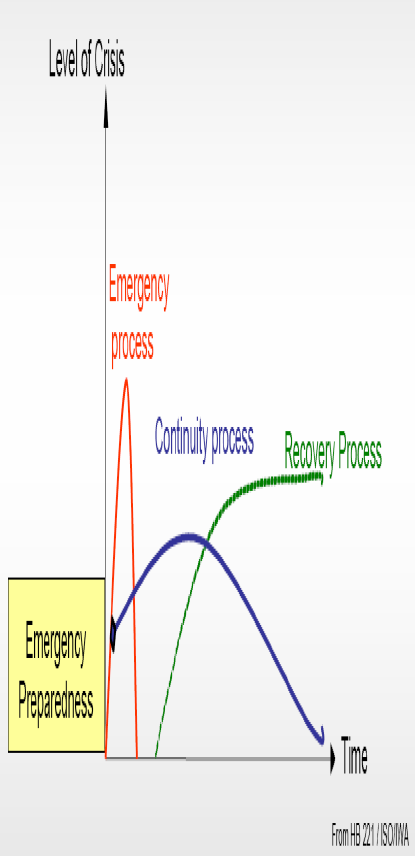 Level of Crisis
Emergency
process
Continuity process
Recovery Process
Emergency
Preparedness
Time
From HB 221 / ISO/IWA